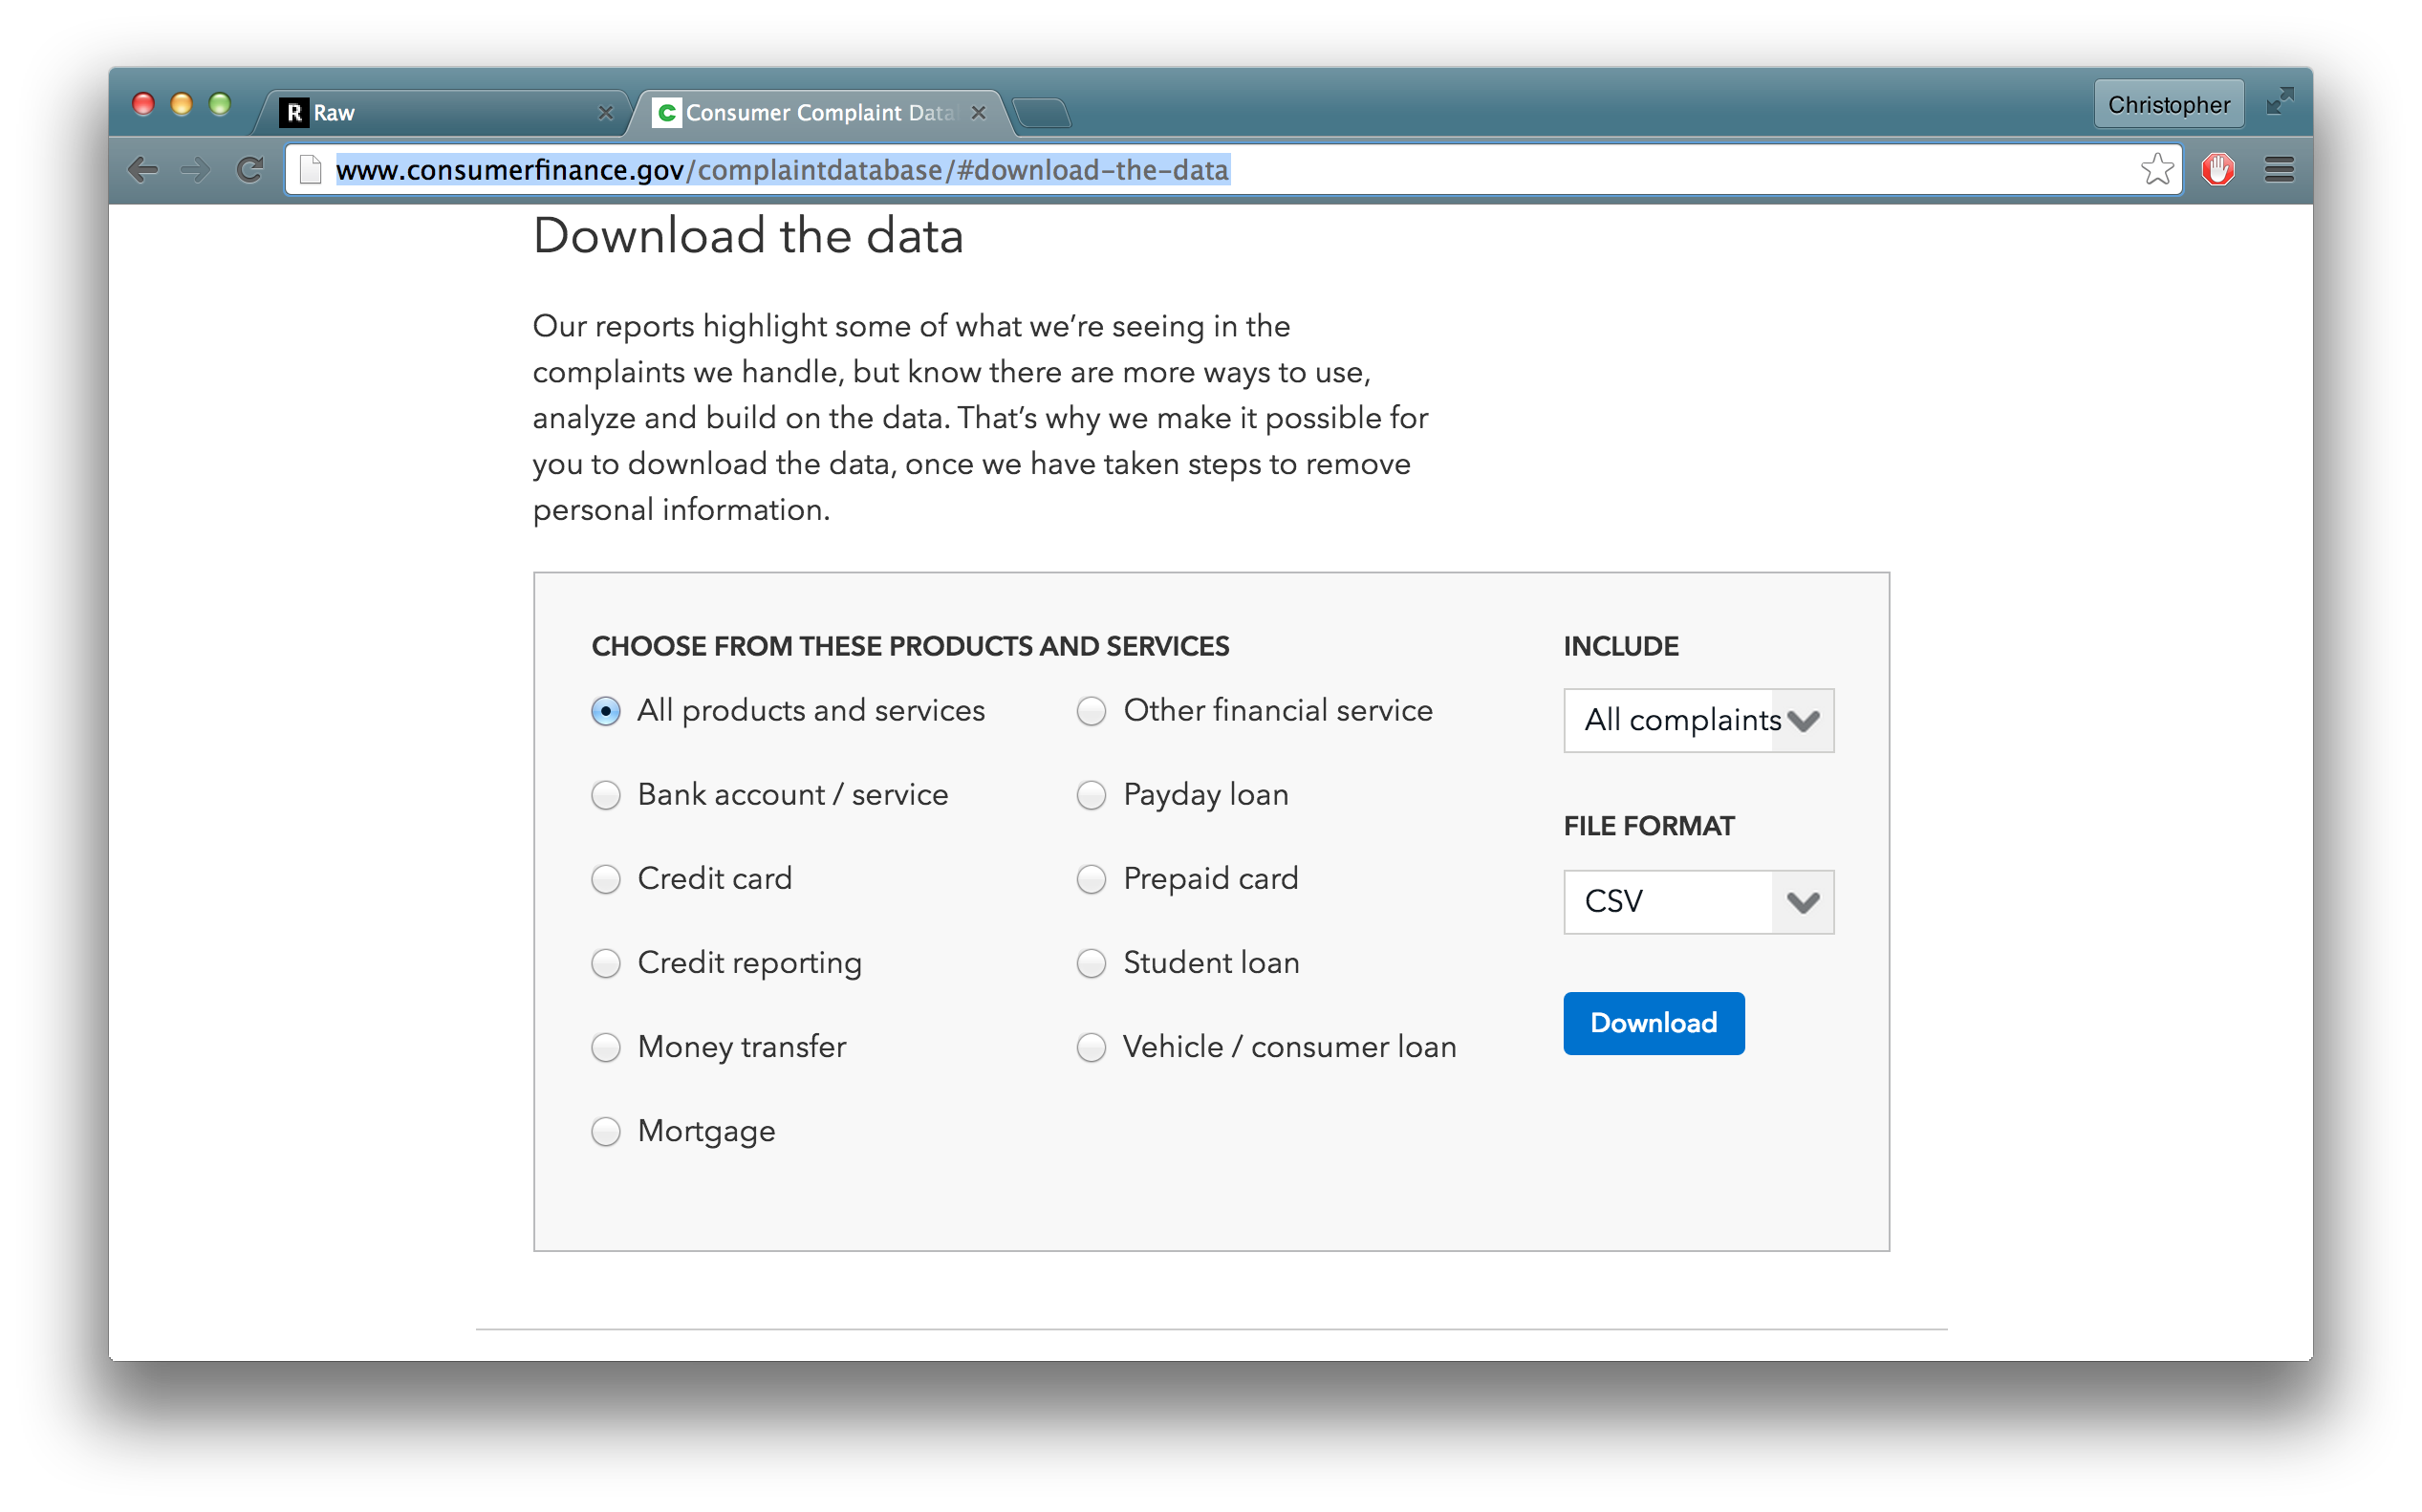 R Raw
C Consumer Complaint Data
Christopher
www.consumerfinance.gov/complaintdatabase/#download-the-data
Download the data
Our reports highlight some of what we’re seeing in the
complaints we handle, but know there are more ways to use,
analyze and build on the data. That’s why we make it possible for
you to download the data, once we have taken steps to remove
personal information.
CHOOSE FROM THESE PRODUCTS AND SERVICES
All products and services
Bank account / service
Credit card
Credit reporting
Money transfer
Mortgage
Other financial service
Payday loan
Prepaid card
Student loan
Vehicle / consumer loan
INCLUDE
All complaints
FILE FORMAT
CSV
Download